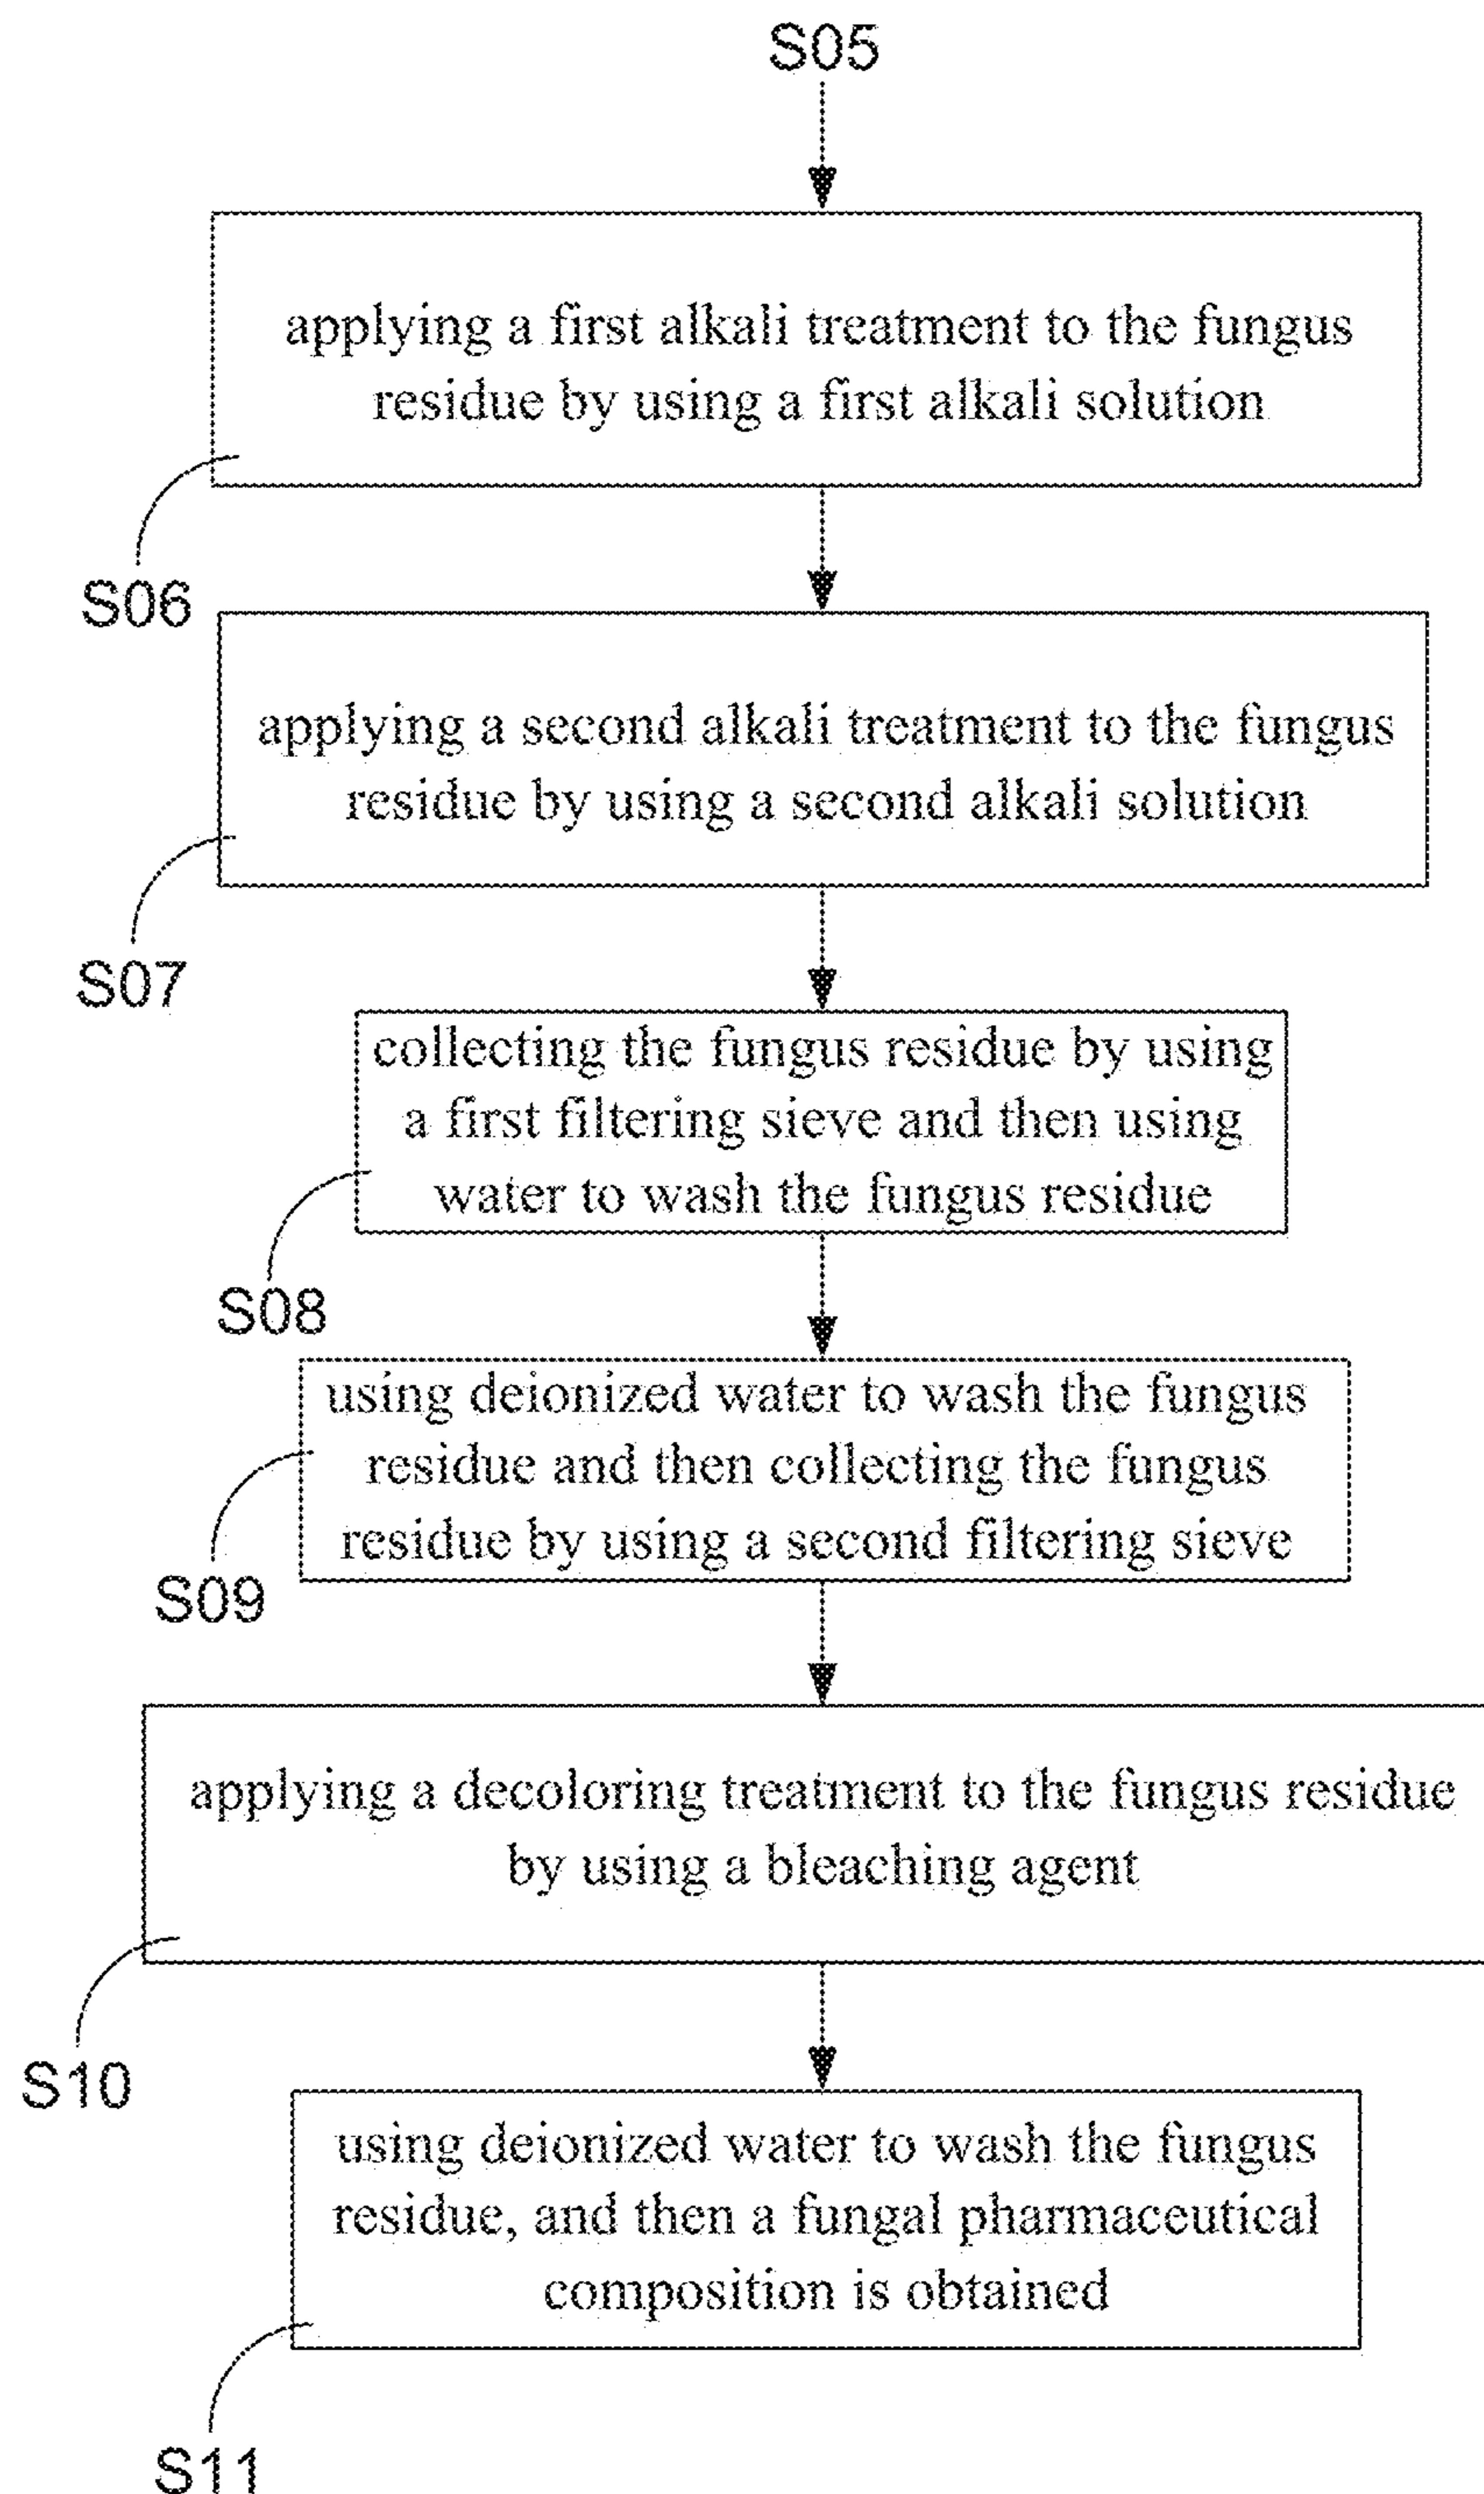 S05
applying a first alkali treatment to the fungus
residue by using a first alkali solution
S06
applying a second alkali treatment to the fungus
residue by using a second alkali solution
S07
collecting the fungus residue by using
a first filtering sieve and then using
water to wash the fungus residue
S08
using deionized water to wash the fungus
residue and then collecting the fungus
residue by using a second filtering sieve
S09
applying a decoloring treatment to the fungus residue
by using a bleaching agent
S10
using deionized water to wash the fungus
residue, and then a fungal pharmaceutical
composition is obtained
S11